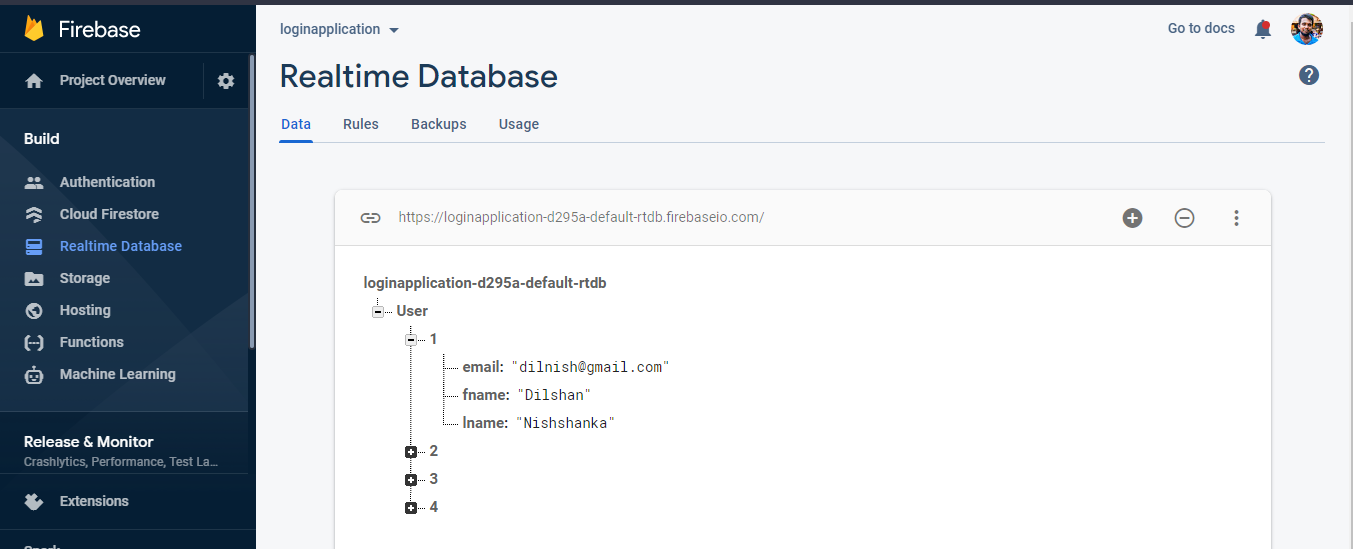 Firebase
Project Overview
Build
Authentication
Cloud Firestore
Realtime Database
Storage
Hosting
Functions
Machine Learning
Release & Monitor
Crashlytics, Performance, Test La...
Extensions
Spark
loginapplication
Go to docs
Realtime Database
Data Rules Backups Usage
https://loginapplication-d295a-default-rtdb.firebaseio.com/
loginapplication-d295a-default-rtdb
User
1
email: "dilnish@gmail.com"
fname: "Dilshan"
lname: "Nishshanka"
2
3
4